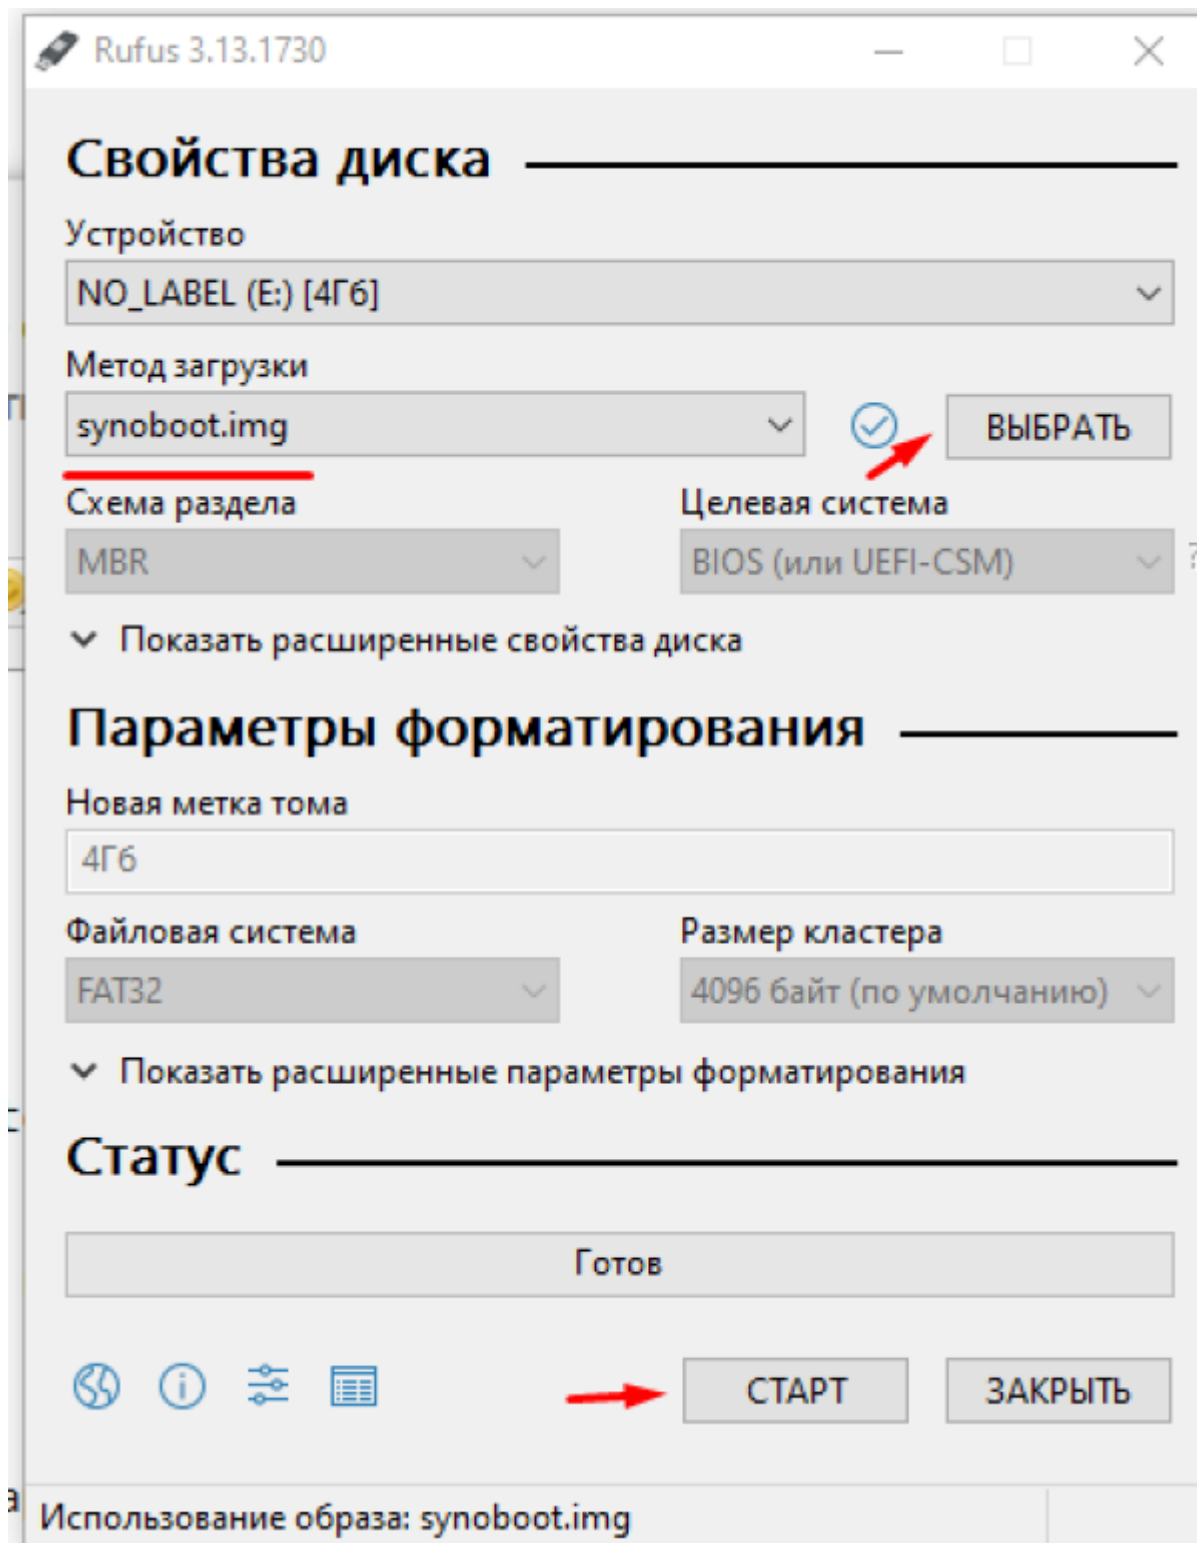 Rufus 3.13.1730
Свойства диска
Устройство
NO_LABEL (E:) [4Гб]
Метод загрузки
synoboot.img
ВЫБРАТЬ
Схема раздела
Целевая система
MBR
BIOS (или UEFI-CSM)
?
Показать расширенные свойства диска
Параметры форматирования
Новая метка тома
4Гб
Файловая система
Размер кластера
FAT32
4096 байт (по умолчанию)
Показать расширенные параметры форматирования
Статус
Готов
СТАРТ
ЗАКРЫТЬ
Использование образа: synoboot.img